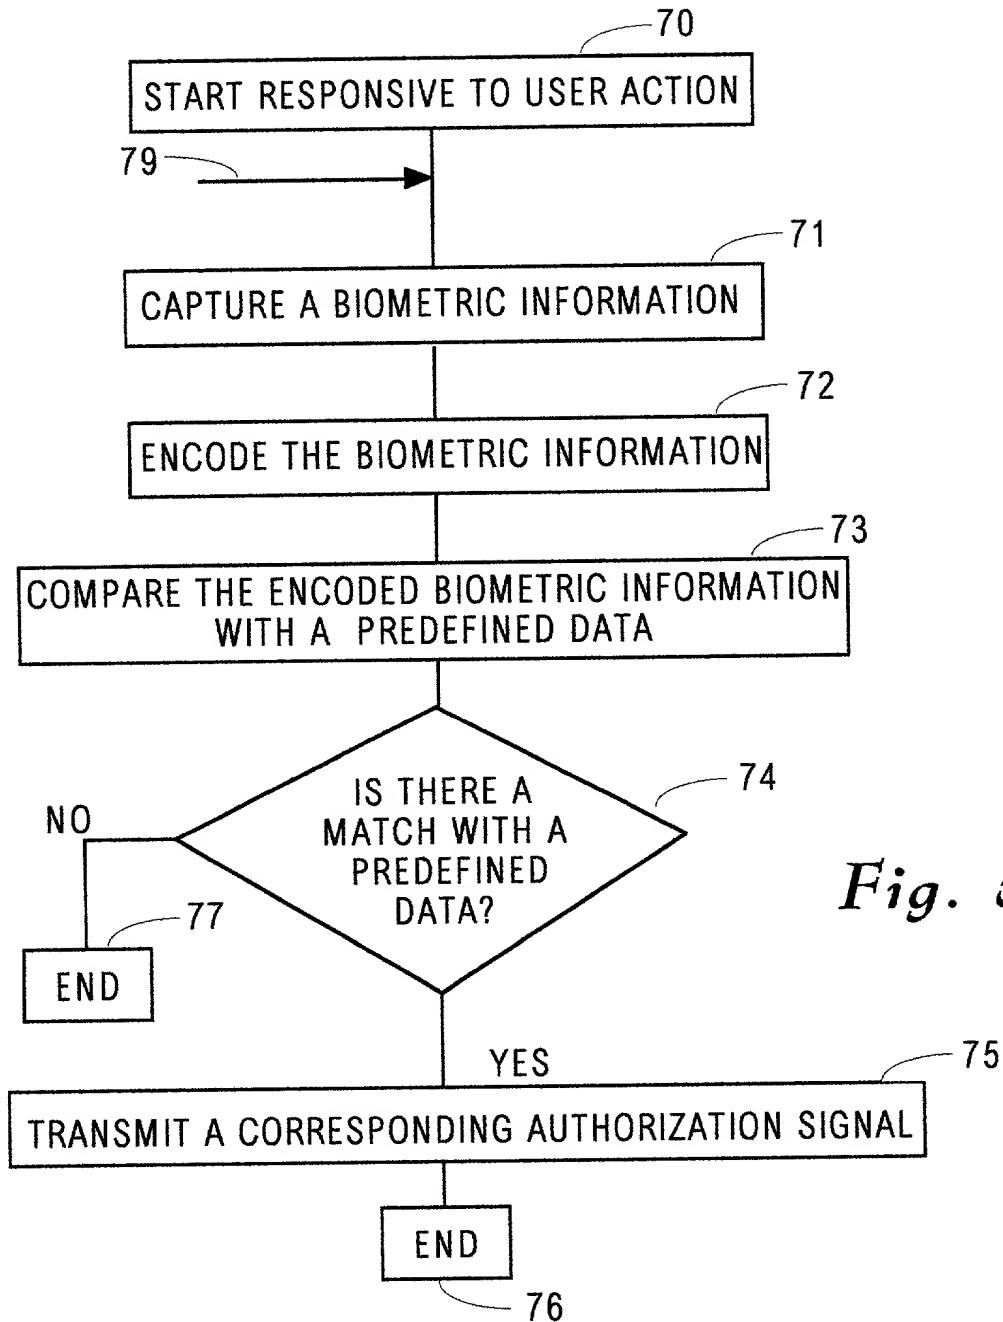 70
START RESPONSIVE TO USER ACTION
79
71
CAPTURE A BIOMETRIC INFORMATION
72
ENCODE THE BIOMETRIC INFORMATION
73
COMPARE THE ENCODED BIOMETRIC INFORMATION
WITH A PREDEFINED DATA
74
IS THERE A
MATCH WITH A
PREDEFINED
DATA?
NO
Fig.
77
END
YES
75
TRANSMIT A CORRESPONDING AUTHORIZATION SIGNAL
END
76